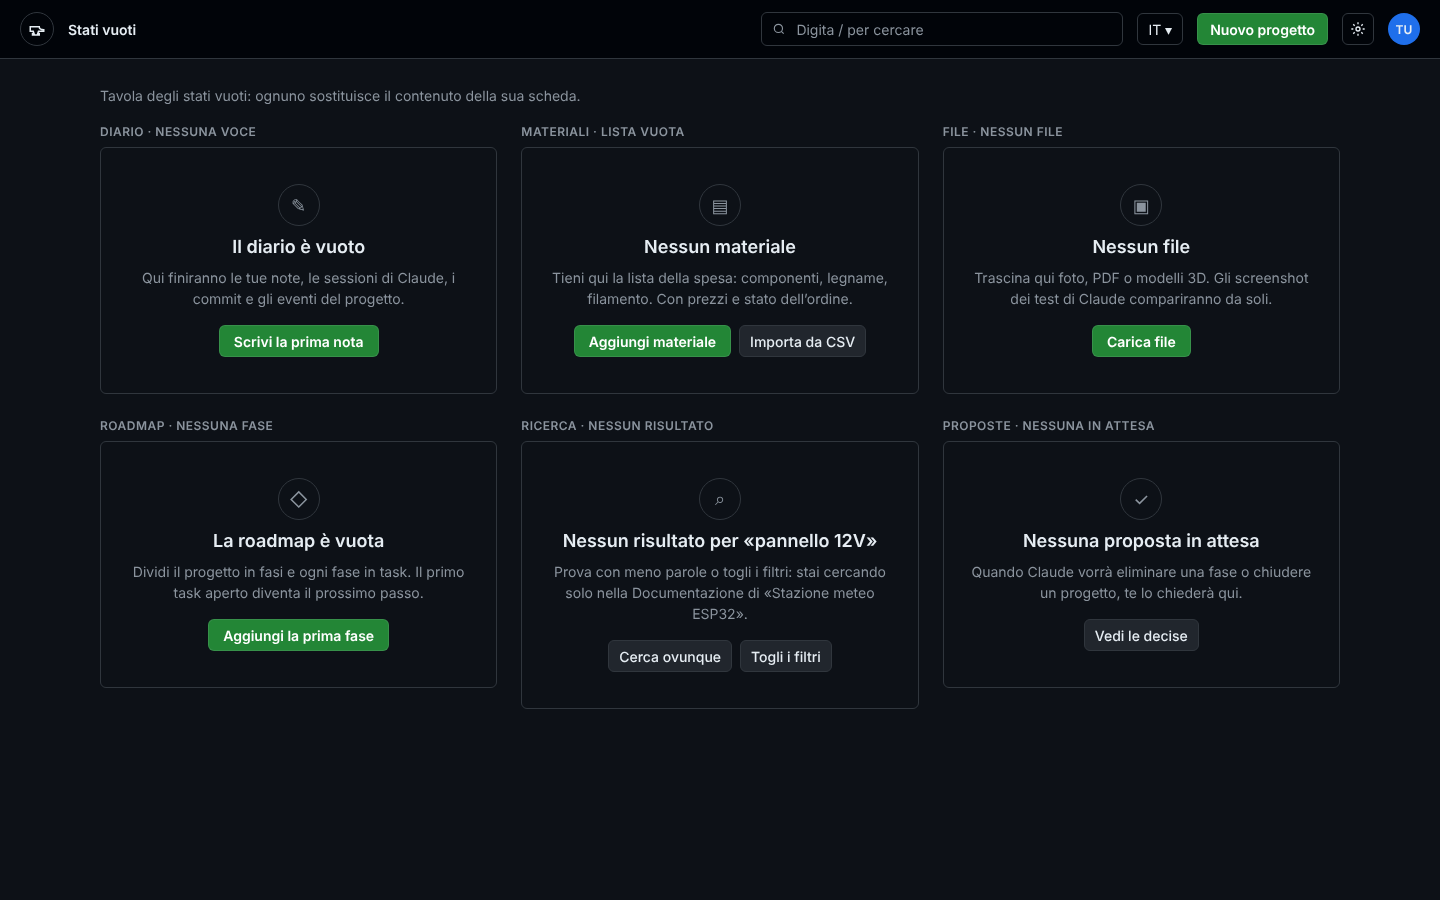 Stati vuoti
Digita / per cercare
IT ▾
Nuovo progetto
TU
Tavola degli stati vuoti: ognuno sostituisce il contenuto della sua scheda.
DIARIO · NESSUNA VOCE
Il diario è vuoto
Qui finiranno le tue note, le sessioni di Claude, i
commit e gli eventi del progetto.
Scrivi la prima nota
MATERIALI · LISTA VUOTA
Nessun materiale
Tieni qui la lista della spesa: componenti, legname,
filamento. Con prezzi e stato dell’ordine.
Aggiungi materiale
Importa da CSV
FILE · NESSUN FILE
Nessun file
Trascina qui foto, PDF o modelli 3D. Gli screenshot
dei test di Claude compariranno da soli.
Carica file
ROADMAP · NESSUNA FASE
La roadmap è vuota
Dividi il progetto in fasi e ogni fase in task. Il primo
task aperto diventa il prossimo passo.
Aggiungi la prima fase
RICERCA · NESSUN RISULTATO
Nessun risultato per «pannello 12V»
Prova con meno parole o togli i filtri: stai cercando
solo nella Documentazione di «Stazione meteo
ESP32».
Cerca ovunque
Togli i filtri
PROPOSTE · NESSUNA IN ATTESA
Nessuna proposta in attesa
Quando Claude vorrà eliminare una fase o chiudere
un progetto, te lo chiederà qui.
Vedi le decise